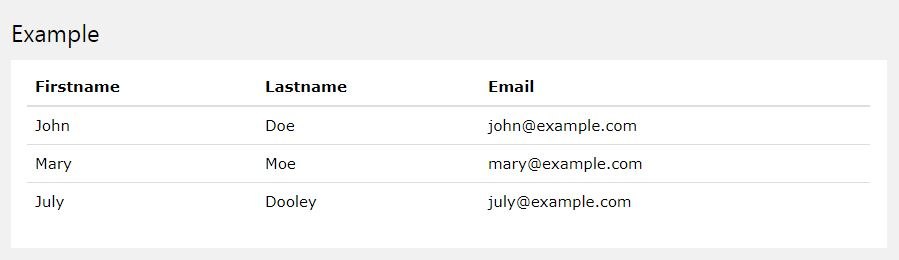 Example
Firstname Lastname Email
John Doe john@example.com
Mary Moe mary@example.com
July Dooley july@example.com